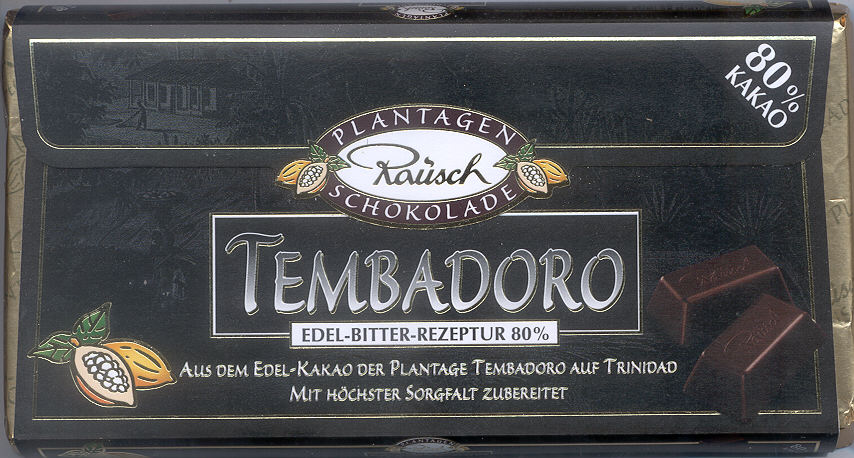 80%
KAKAO
PLANTAGEN
Rausch
SCHOKOLADE
TEMBADORO
EDEL-BITTER-REZEPTUR 80%
AUS DEM EDEL-KAKAO DER PLANTAGE TEMBADORO AUF TRINIDAD
MIT HÖCHSTER SORGFALT ZUBEREITET
PLANTAGEN